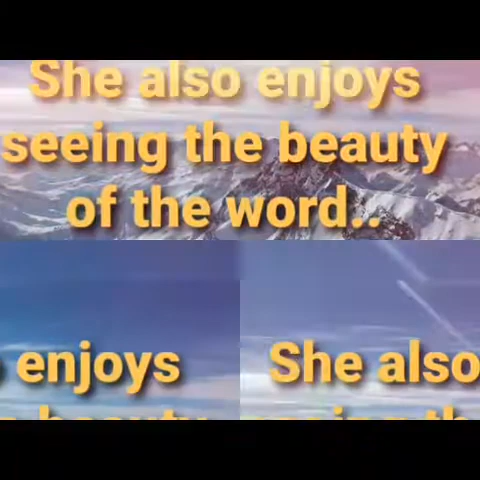 She also enjoys
seeing the beauty
of the word..
enjoys
She also